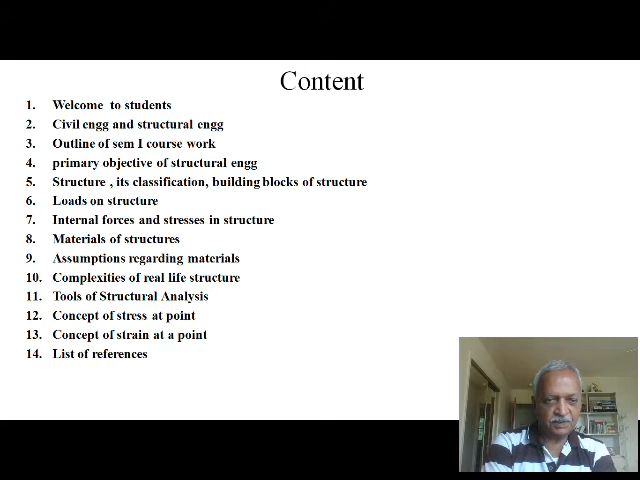 Content
1. Welcome to students
2. Civil engg and structural engg
3. Outline of sem I course work
4. primary objective of structural engg
5. Structure , its classification, building blocks of structure
6. Loads on structure
7. Internal forces and stresses in structure
8. Materials of structures
9. Assumptions regarding materials
10. Complexities of real life structure
11. Tools of Structural Analysis
12. Concept of stress at point
13. Concept of strain at a point
14. List of references